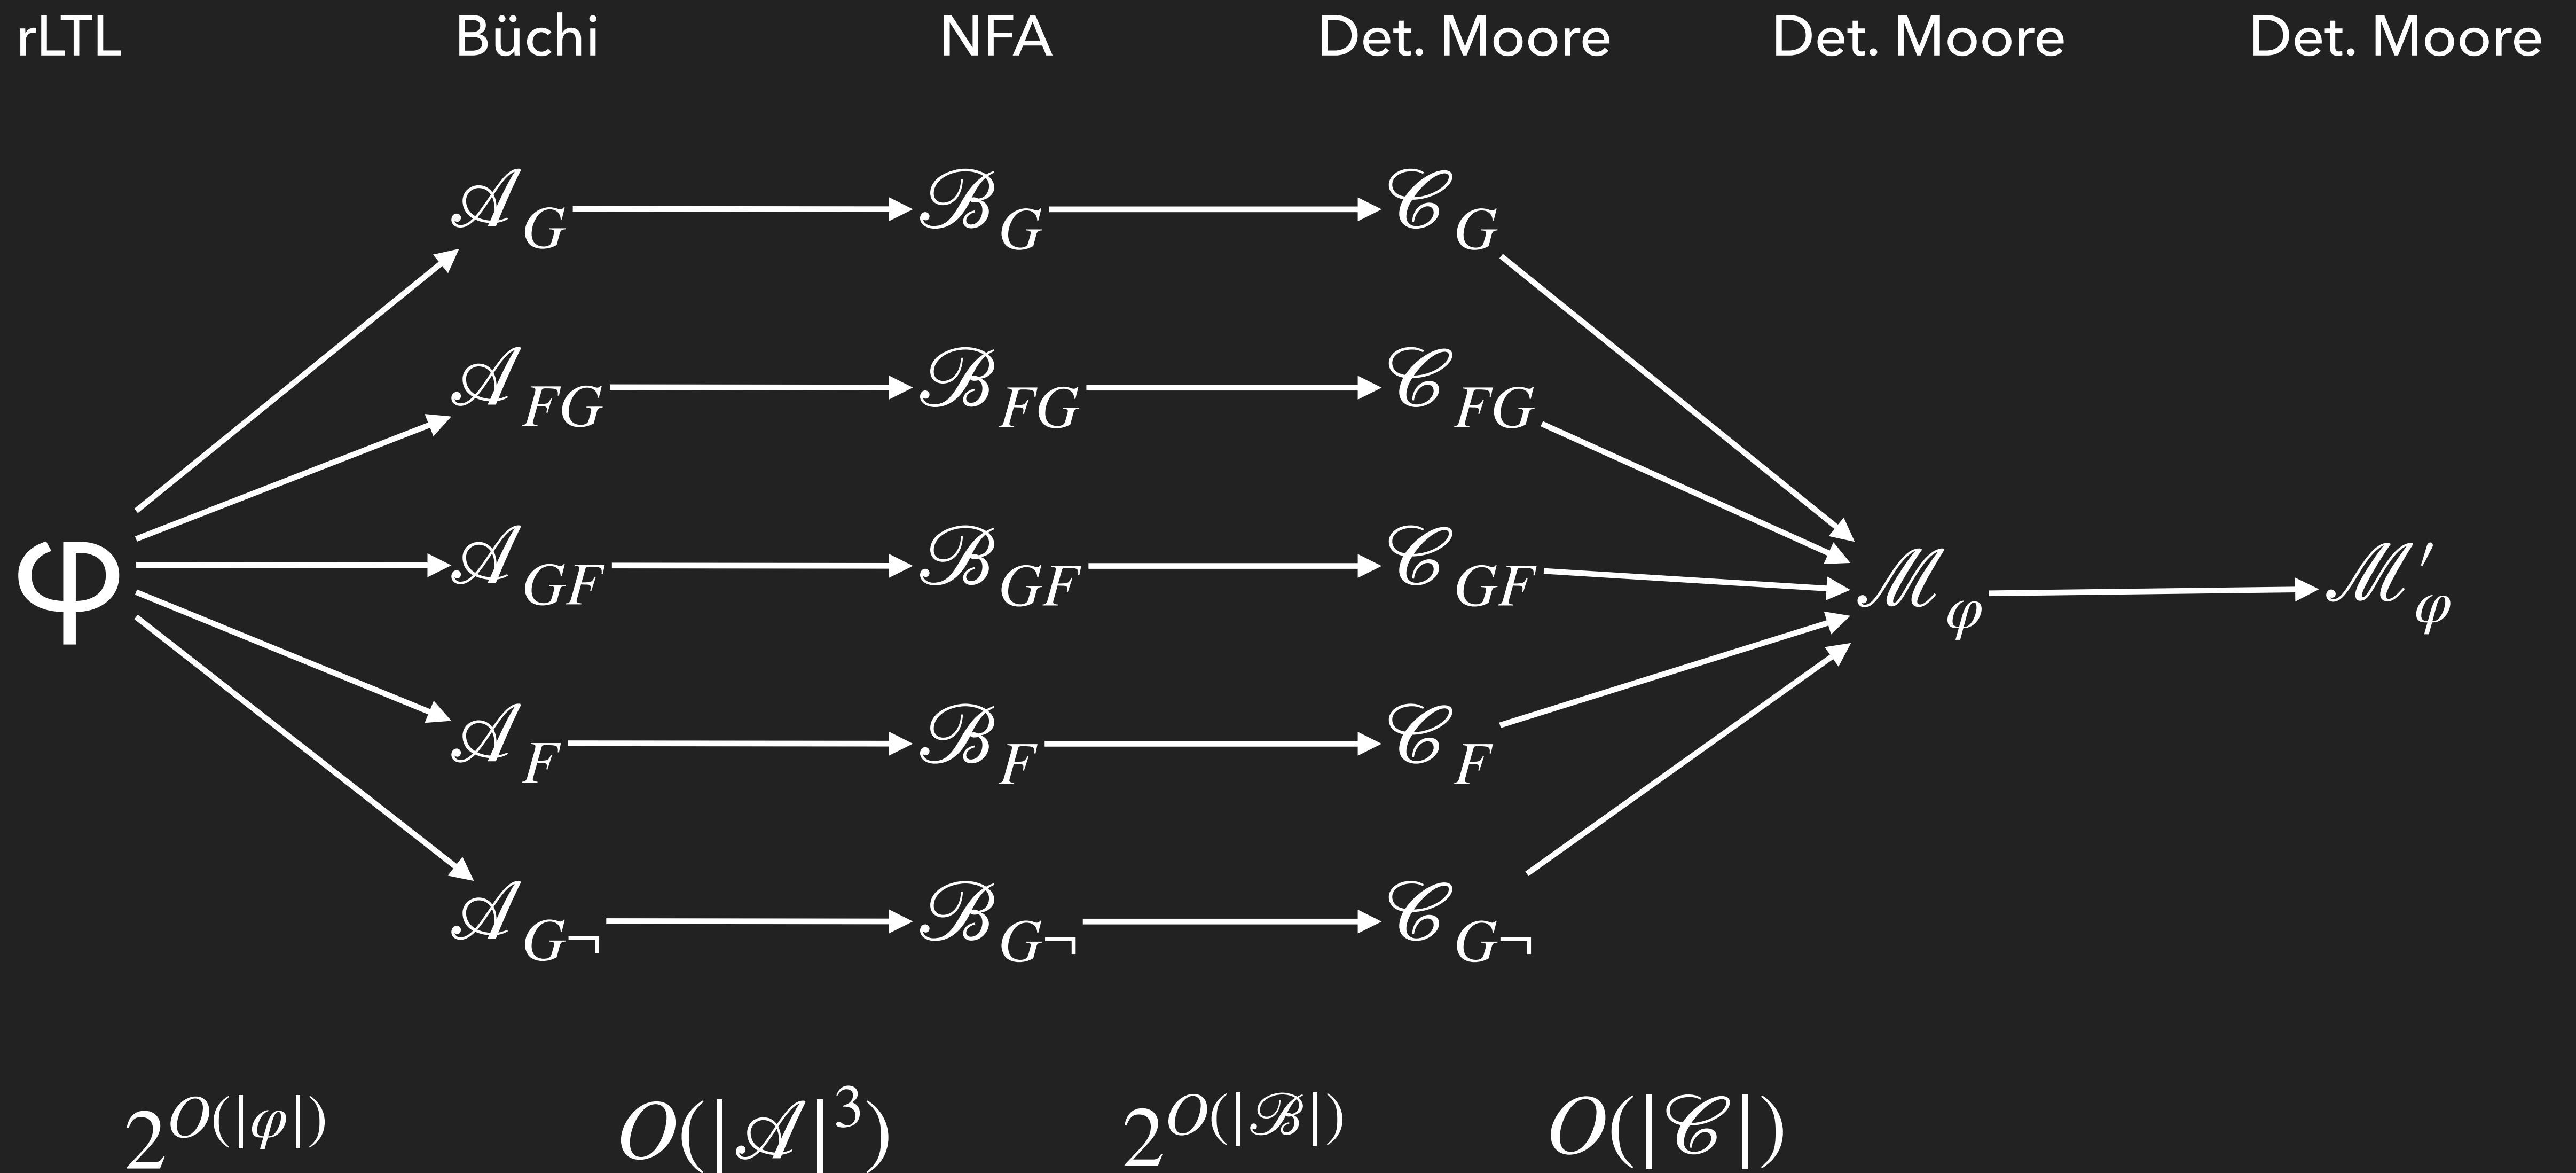 rLTL Büchi NFA Det. Moore Det. Moore Det. Moore
𝒜_G ℬ_G 𝒞_G
𝒜_FG ℬ_FG 𝒞_FG
φ 𝒜_GF ℬ_GF 𝒞_GF ℳ_φ ℳ′_φ
𝒜_F ℬ_F 𝒞_F
𝒜_G¬ ℬ_G¬ 𝒞_G¬
2^O(|φ|) O(|𝒜|³) 2^O(|ℬ|) O(|𝒞|)